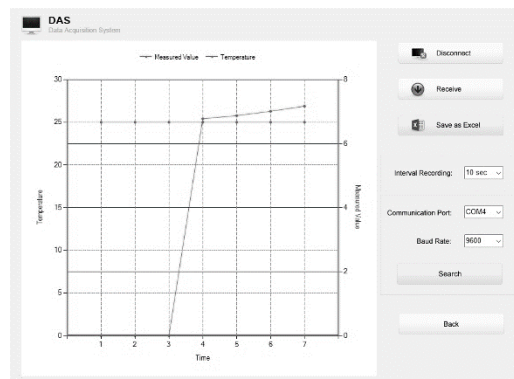 DAS
Data Acquisition System
Measured Value
Temperature
30
25
20
15
10
5
0
Temperature
8
6
4
2
0
Measured Value
1 2 3 4 5 6 7
Time
Disconnect
Receive
Save as Excel
Interval Recording: 10 sec
Communication Port: COM4
Baud Rate: 9600
Search
Back